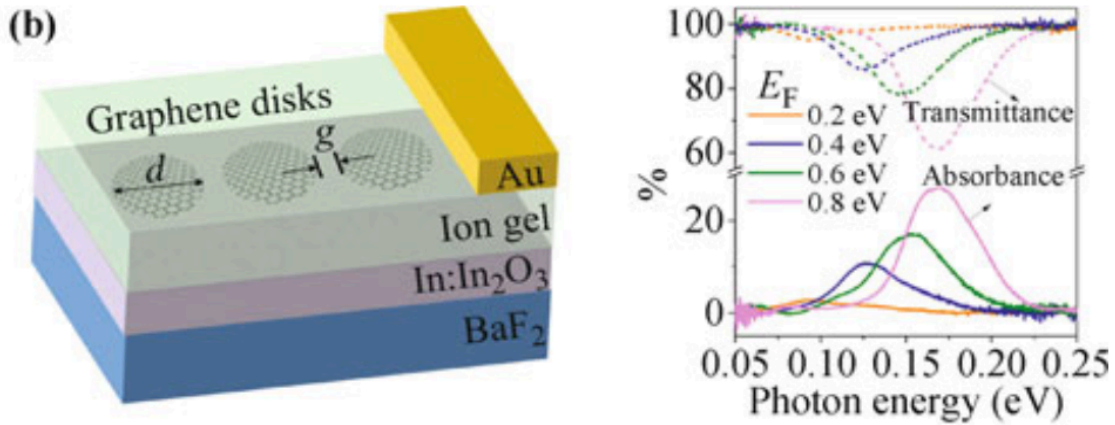 (b)
Graphene disks
d
g
Au
Ion gel
In:In₂O₃
BaF₂
%
100
80
60
20
0
E_F
0.2 eV
0.4 eV
0.6 eV
0.8 eV
Transmittance
Absorbance
0.05 0.10 0.15 0.20 0.25
Photon energy (eV)